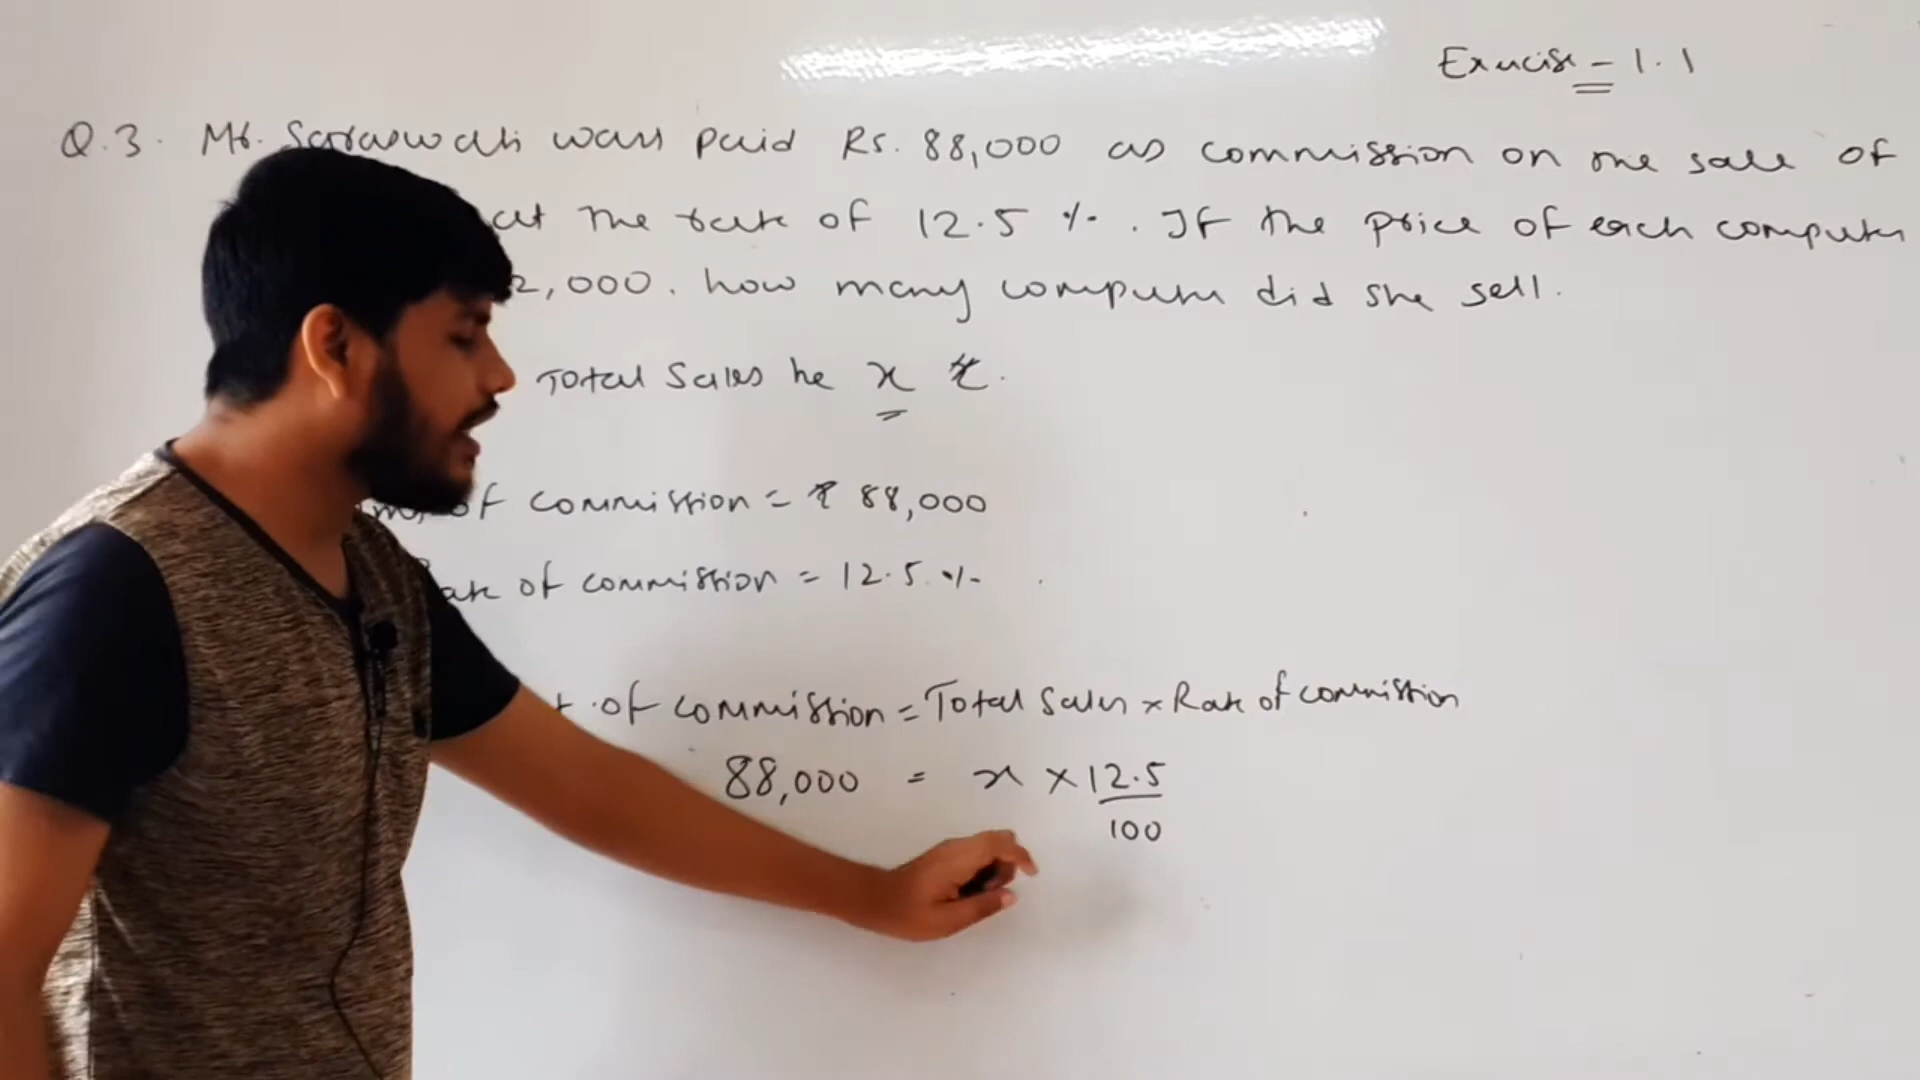 Exercise - 1.1
Q.3. Mr. Saraswati was paid Rs. 88,000 as commission on the sale of
at the rate of 12.5 %. If the price of each computer
2,000. how many computer did she sell.
Total Sales be x ₹.
of commission = ₹ 88,000
of commission = 12.5 %
of commission = Total Sales × Rate of commission
88,000 = x × 12.5
100